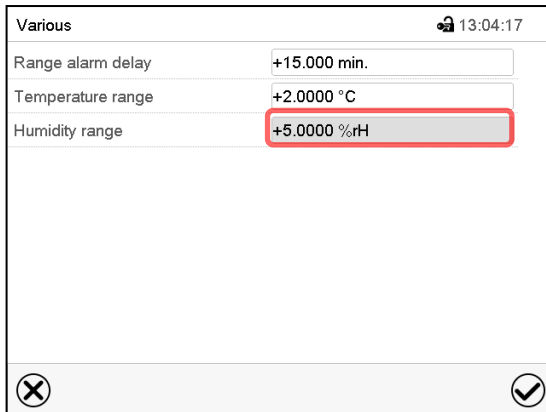 Various 13:04:17
Range alarm delay +15.000 min.
Temperature range +2.0000 °C
Humidity range +5.0000 %rH